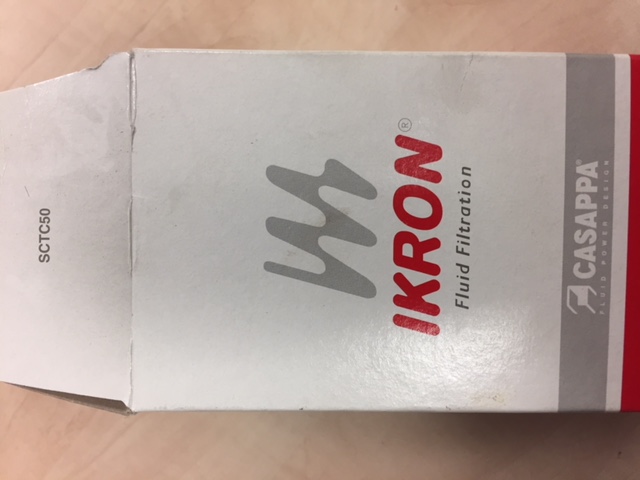 SCTC50
IKRON®
Fluid Filtration
CASAPPA®
FLUID POWER DESIGN